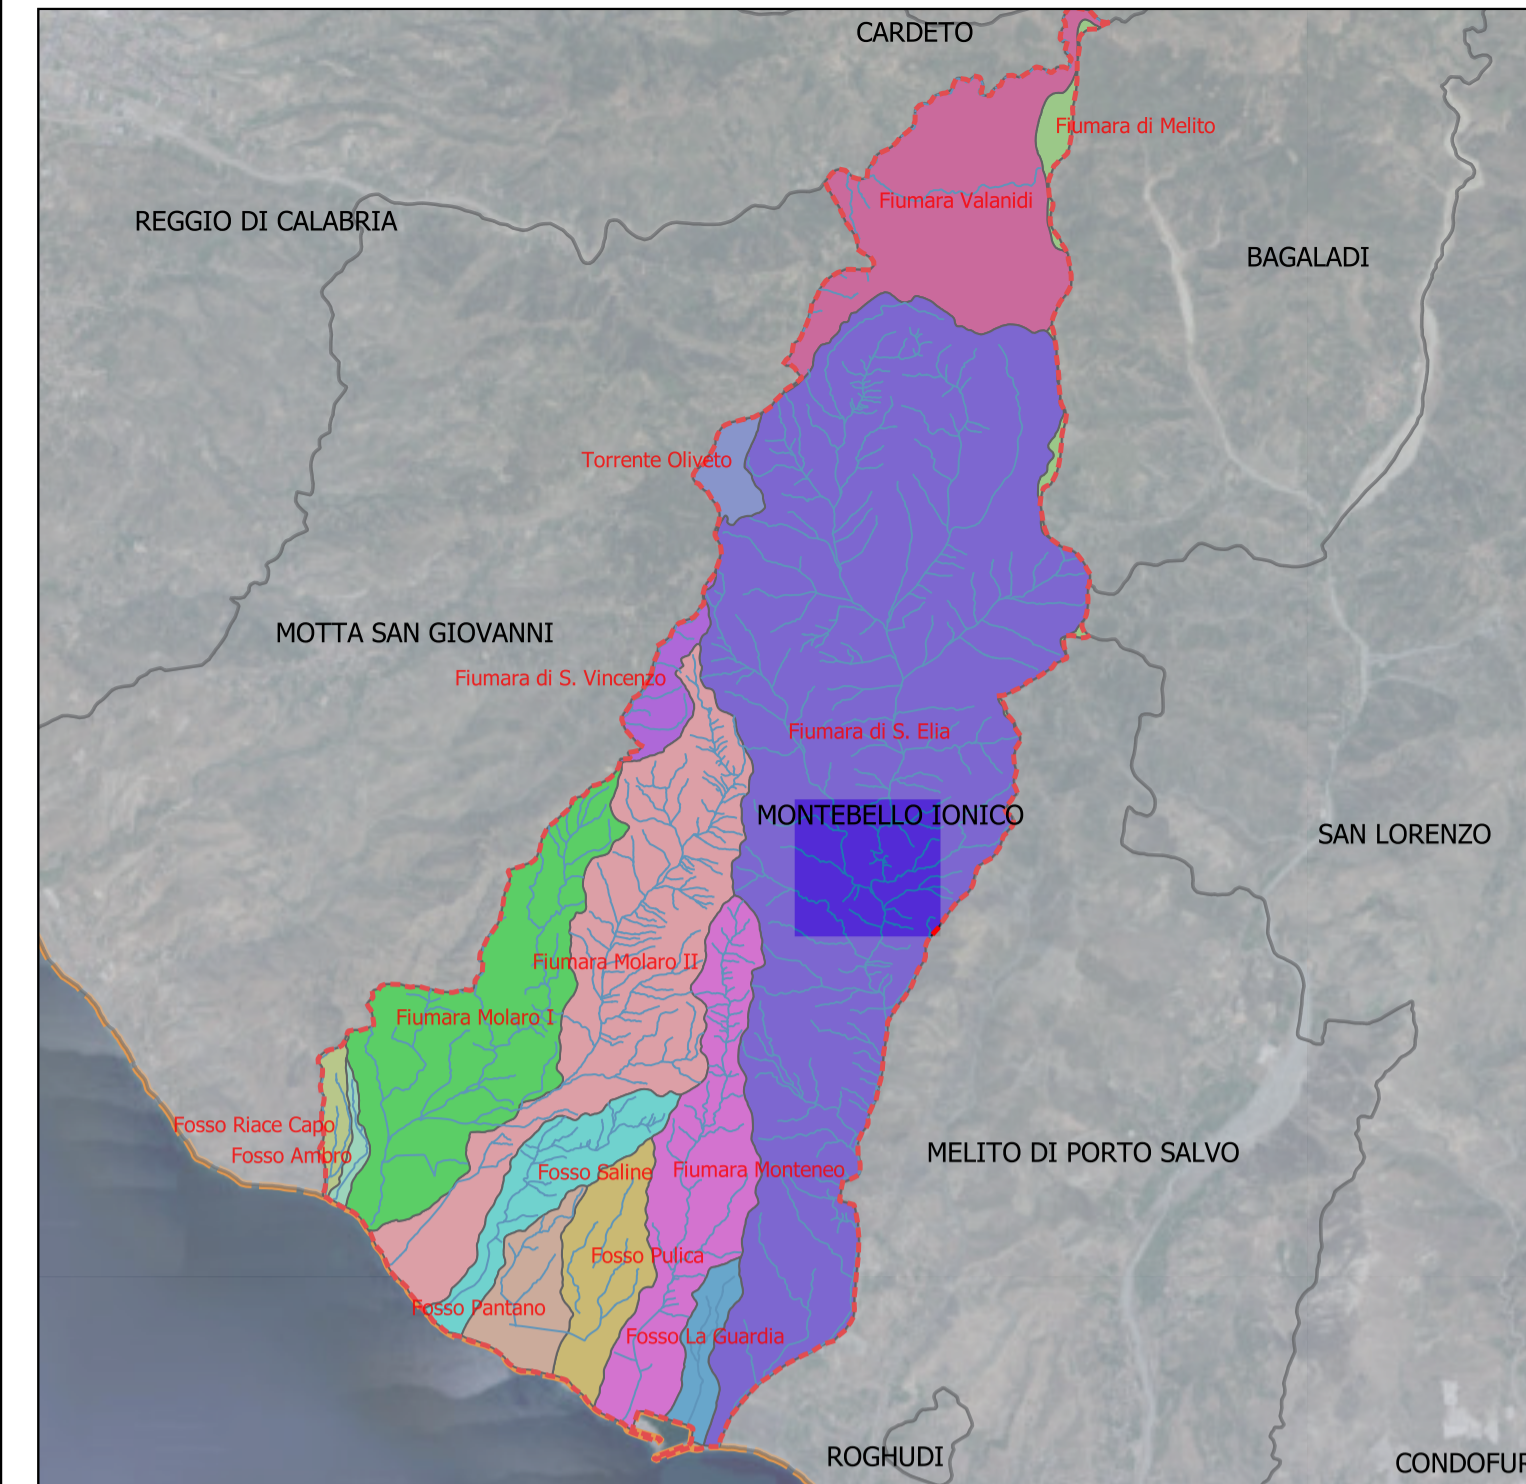 CARDETO
Fiumara di Melito
Fiumara Valanidi
REGGIO DI CALABRIA
BAGALADI
Torrente Oliveto
MOTTA SAN GIOVANNI
Fiumara di S. Vincenzo
Fiumara di S. Elia
MONTEBELLO IONICO
SAN LORENZO
Fiumara Molaro II
Fiumara Molaro I
Fosso Riace Capo
Fosso Ambro
MELITO DI PORTO SALVO
Fosso Saline
Fiumara Monteneo
Fosso Pulica
Fosso Pantano
Fosso La Guardia
ROGHUDI
CONDOFUR